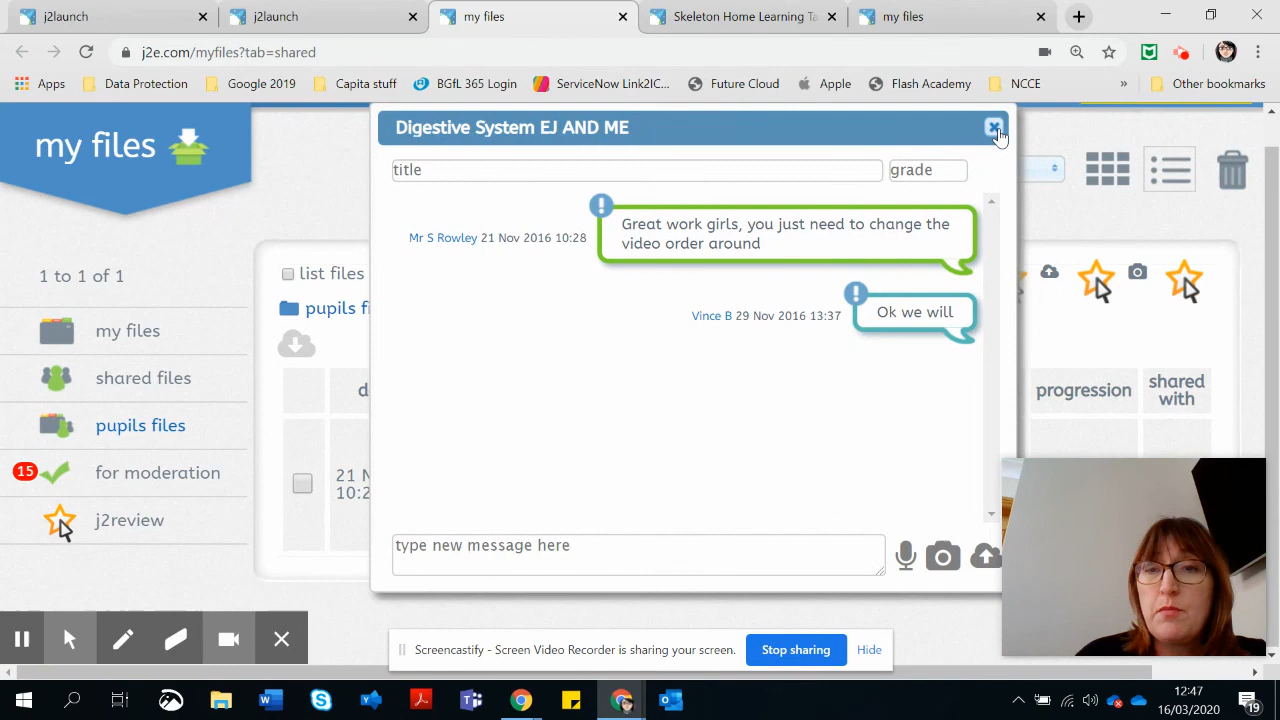 j2launch
j2launch
my files
Skeleton Home Learning Ta
my files
j2e.com/myfiles?tab=shared
Apps
Data Protection
Google 2019
Capita stuff
BGfL 365 Login
ServiceNow Link2IC...
Future Cloud
Apple
Flash Academy
NCCE
»
Other bookmarks
my files
Digestive System EJ AND ME
title
grade
Great work girls, you just need to change the
video order around
Mr S Rowley 21 Nov 2016 10:28
Ok we will
Vince B 29 Nov 2016 13:37
type new message here
1 to 1 of 1
my files
shared files
pupils files
15
for moderation
j2review
list files
pupils fi
d
21 N
10:2
progression
shared
with
Screencastify - Screen Video Recorder is sharing your screen.
Stop sharing
Hide
12:47
16/03/2020
19